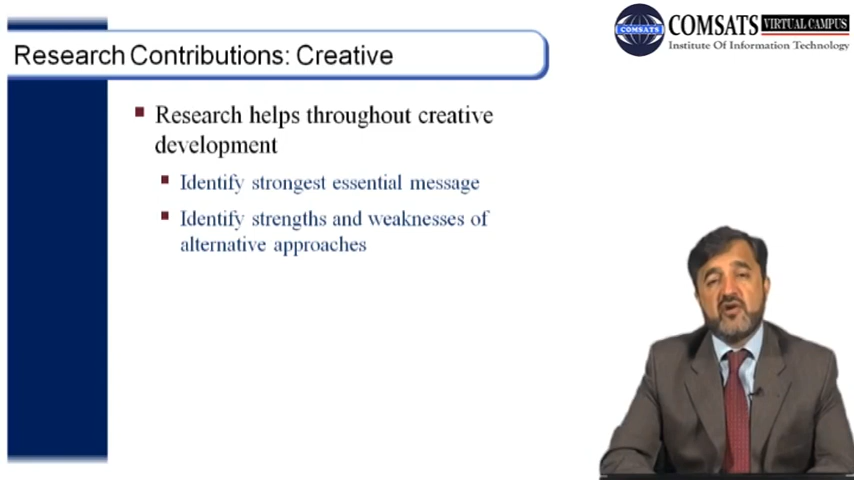 COMSATS VIRTUAL CAMPUS
COMSATS
Institute Of Information Technology
Research Contributions: Creative
Research helps throughout creative
development
Identify strongest essential message
Identify strengths and weaknesses of
alternative approaches